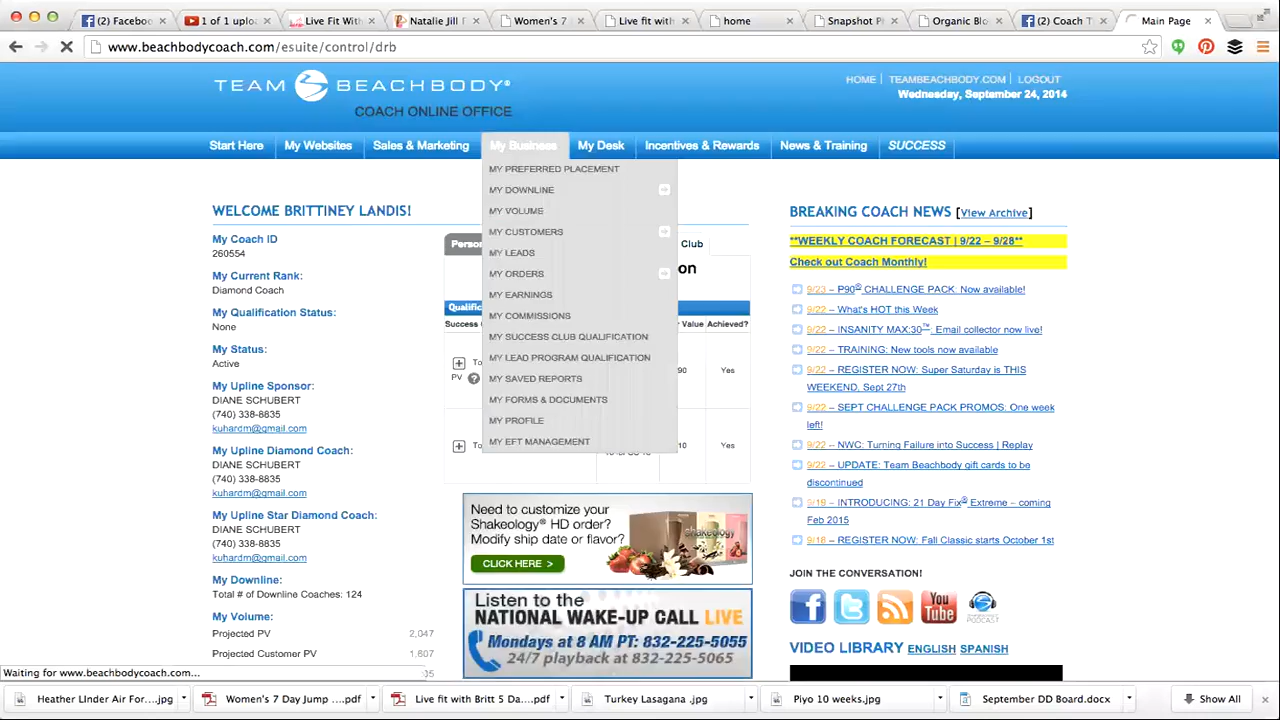 (2) Facebo
1 of 1 uplo
Live Fit With
Natalie Jill F
Women's 7
Live fit with
home
Snapshot P
Organic Blo
(2) Coach T
Main Page
www.beachbodycoach.com/esuite/control/drb
TEAM BEACHBODY®
COACH ONLINE OFFICE
HOME
TEAMBEACHBODY.COM
LOGOUT
Wednesday, September 24, 2014
Start Here
My Websites
Sales & Marketing
My Business
My Desk
Incentives & Rewards
News & Training
SUCCESS
MY PREFERRED PLACEMENT
MY DOWNLINE
MY VOLUME
MY CUSTOMERS
MY LEADS
MY ORDERS
MY EARNINGS
MY COMMISSIONS
MY SUCCESS CLUB QUALIFICATION
MY LEAD PROGRAM QUALIFICATION
MY SAVED REPORTS
MY FORMS & DOCUMENTS
MY PROFILE
MY EFT MANAGEMENT
WELCOME BRITTINEY LANDIS!
My Coach ID
260554
My Current Rank:
Diamond Coach
My Qualification Status:
None
My Status:
Active
My Upline Sponsor:
DIANE SCHUBERT
(740) 338-8835
kuhardm@gmail.com
My Upline Diamond Coach:
DIANE SCHUBERT
(740) 338-8835
kuhardm@gmail.com
My Upline Star Diamond Coach:
DIANE SCHUBERT
(740) 338-8835
kuhardm@gmail.com
My Downline:
Total # of Downline Coaches: 124
My Volume:
Projected PV 2,047
Projected Customer PV 1,607
Perso
Club
on
Qualific
Success
r Value
Achieved?
To
PV
90
Yes
To
10
Yes
Need to customize your
Shakeology® HD order?
Modify ship date or flavor?
CLICK HERE >
shakeology
Listen to the
NATIONAL WAKE-UP CALL LIVE
Mondays at 8 AM PT: 832-225-5055
24/7 playback at 832-225-5065
BREAKING COACH NEWS [View Archive]
**WEEKLY COACH FORECAST | 9/22 – 9/28**
Check out Coach Monthly!
9/23 – P90® CHALLENGE PACK. Now available!
9/22 – What's HOT this Week
9/22 – INSANITY MAX:30™: Email collector now live!
9/22 – TRAINING: New tools now available
9/22 – REGISTER NOW: Super Saturday is THIS
WEEKEND, Sept 27th
9/22 – SEPT CHALLENGE PACK PROMOS: One week
left!
9/22 – NWC: Turning Failure into Success | Replay
9/22 – UPDATE: Team Beachbody gift cards to be
discontinued
9/19 – INTRODUCING: 21 Day Fix® Extreme – coming
Feb 2015
9/18 – REGISTER NOW: Fall Classic starts October 1st
JOIN THE CONVERSATION!
You Tube
PODCAST
VIDEO LIBRARY ENGLISH SPANISH
Waiting for www.beachbodycoach.com...
Heather Linder Air For....jpg
Women's 7 Day Jump ....pdf
Live fit with Britt 5 Da....pdf
Turkey Lasagana .jpg
Piyo 10 weeks.jpg
September DD Board.docx
Show All